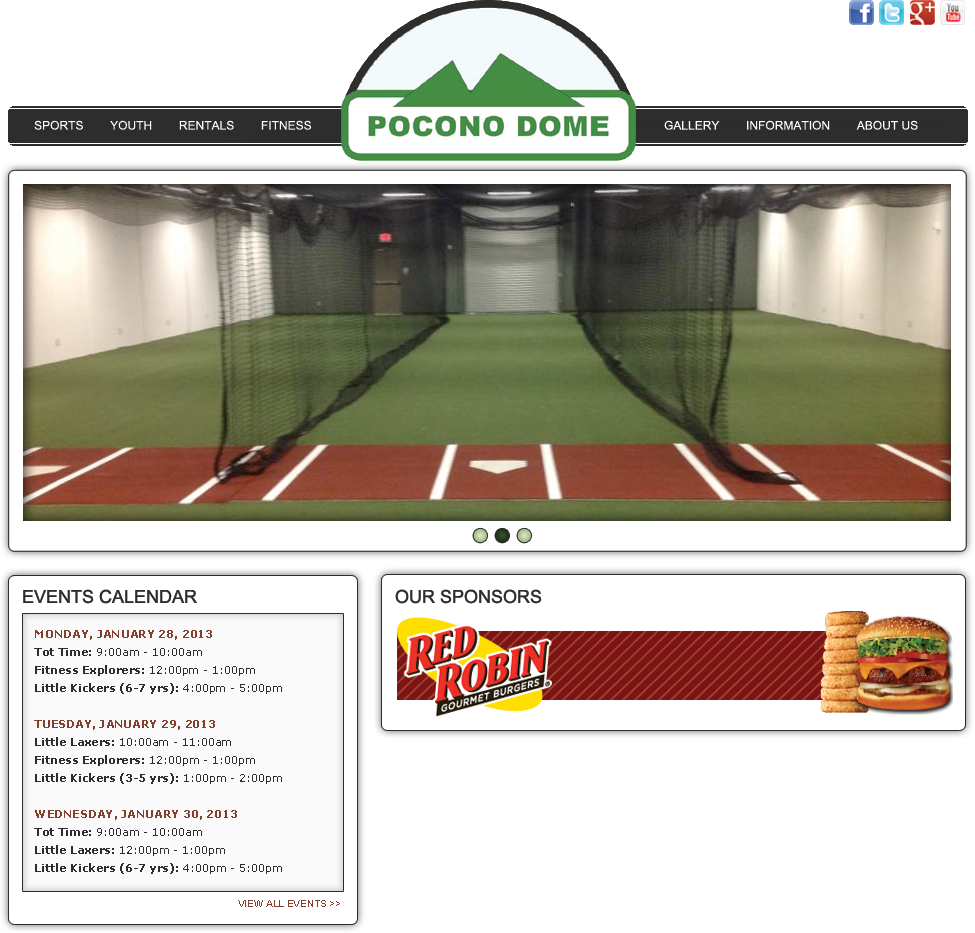 f t g+ You Tube
SPORTS YOUTH RENTALS FITNESS POCONO DOME GALLERY INFORMATION ABOUT US
EVENTS CALENDAR
MONDAY, JANUARY 28, 2013
Tot Time: 9:00am - 10:00am
Fitness Explorers: 12:00pm - 1:00pm
Little Kickers (6-7 yrs): 4:00pm - 5:00pm
TUESDAY, JANUARY 29, 2013
Little Laxers: 10:00am - 11:00am
Fitness Explorers: 12:00pm - 1:00pm
Little Kickers (3-5 yrs): 1:00pm - 2:00pm
WEDNESDAY, JANUARY 30, 2013
Tot Time: 9:00am - 10:00am
Little Laxers: 12:00pm - 1:00pm
Little Kickers (6-7 yrs): 4:00pm - 5:00pm
VIEW ALL EVENTS >>
OUR SPONSORS
RED
ROBIN
GOURMET BURGERS